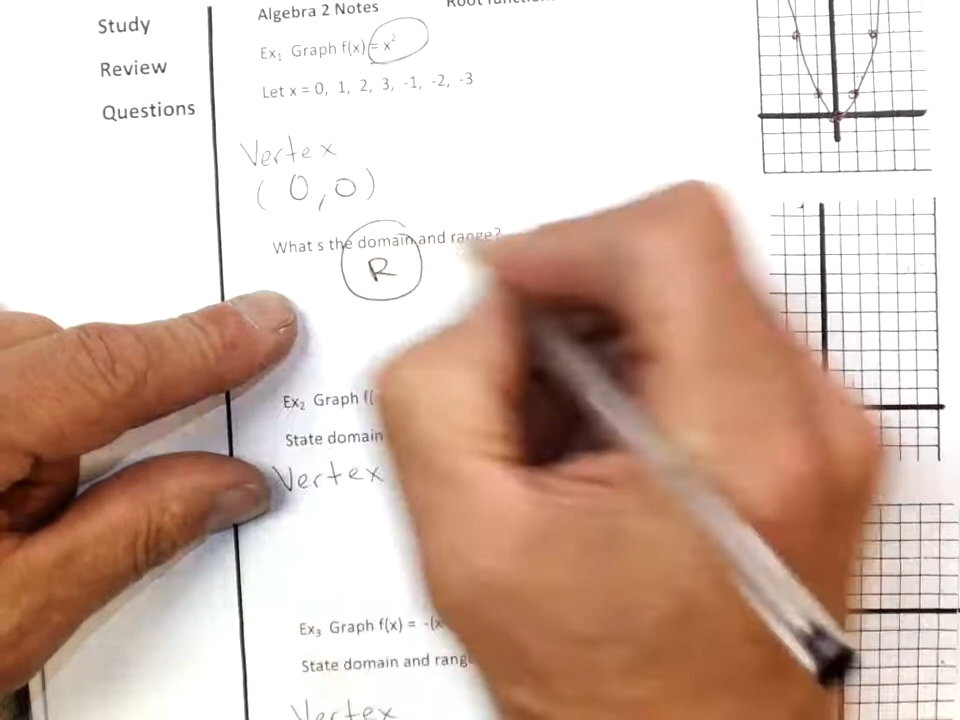 Study
Review
Questions
Algebra 2 Notes
Root
Ex₁ Graph f(x) = x²
Let x = 0, 1, 2, 3, -1, -2, -3
Vertex
(0,0)
What s the domain and range?
R
Ex₂ Graph f(
State domain
Vertex
Ex₃ Graph f(x) = -(x
State domain and range
Vertex